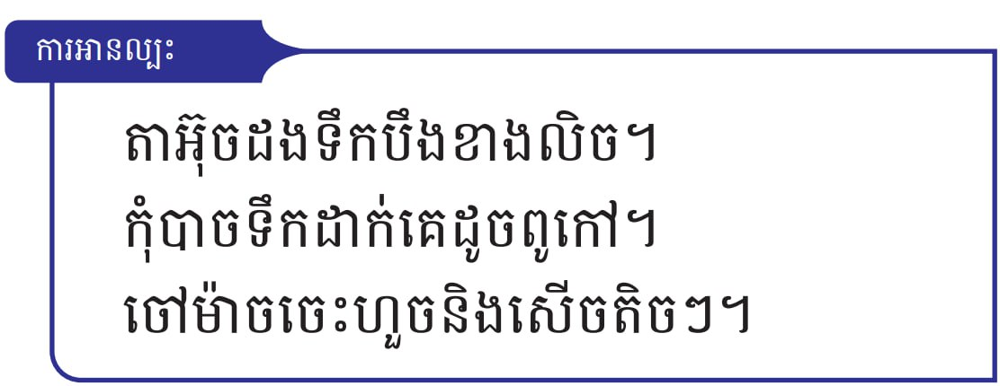 ការអានល្បះ
តាអ៊ុចដងទឹកបឹងខាងលិច។
កុំបាចទឹកដាក់គេដូចពូកៅ។
ចៅម៉ាចចេះហួចនិងសើចតិចៗ។